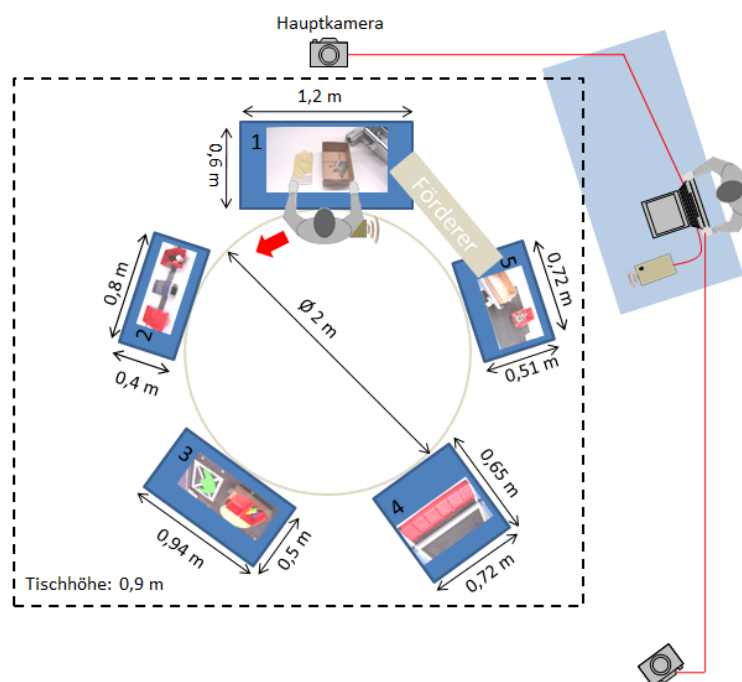 Hauptkamera
1,2 m
1
0,6 m
Förderer
5
0,72 m
0,51 m
0,8 m
2
0,4 m
Ø 2 m
3
0,94 m
0,5 m
4
0,65 m
0,72 m
Tischhöhe: 0,9 m